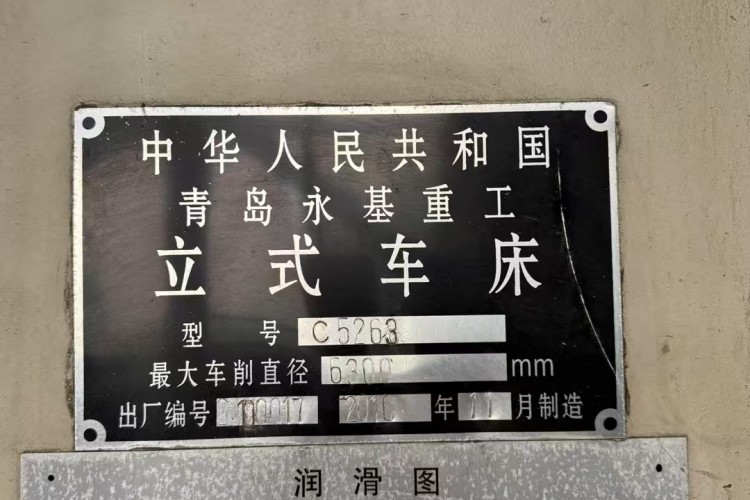 中华人民共和国
青岛永基重工
立式车床
型号 C5263
最大车削直径 6300 mm
出厂编号 年 11 月制造
润滑图